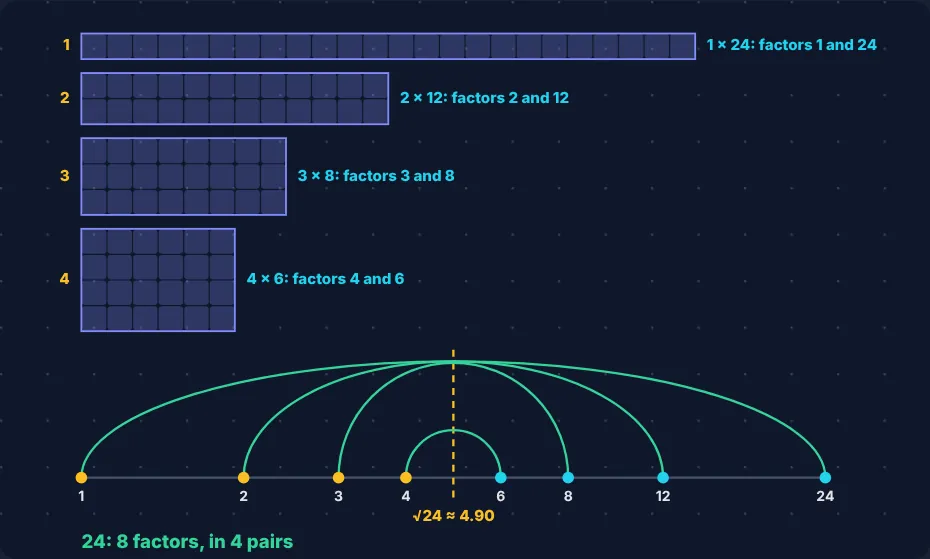 1
1 × 24: factors 1 and 24
2
2 × 12: factors 2 and 12
3
3 × 8: factors 3 and 8
4
4 × 6: factors 4 and 6
1 2 3 4 6 8 12 24
√24 ≈ 4.90
24: 8 factors, in 4 pairs